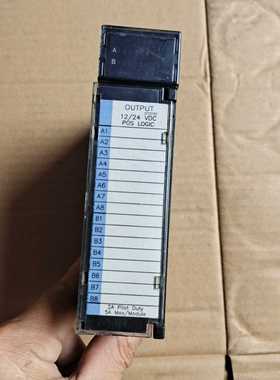 A
B
OUTPUT
12/24 VDC
POS LOGIC
A1
A2
A3
A4
A5
A6
A7
A8
B1
B2
B3
B4
B5
B6
B7
B8
2A Pilot Duty
5A Max/Module